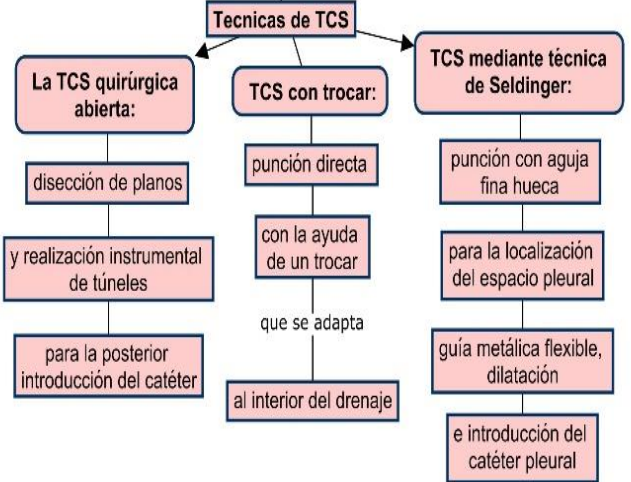 Tecnicas de TCS
La TCS quirúrgica
abierta:
disección de planos
y realización instrumental
de túneles
para la posterior
introducción del catéter
TCS con trocar:
punción directa
con la ayuda
de un trocar
que se adapta
al interior del drenaje
TCS mediante técnica
de Seldinger:
punción con aguja
fina hueca
para la localización
del espacio pleural
guía metálica flexible,
dilatación
e introducción del
catéter pleural